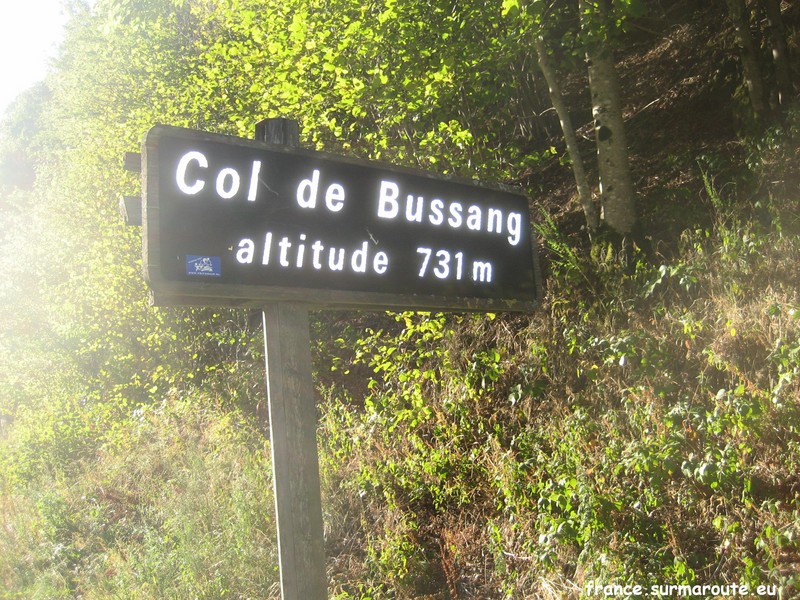 Col de Bussang
altitude 731 m
france.surmaroute.eu